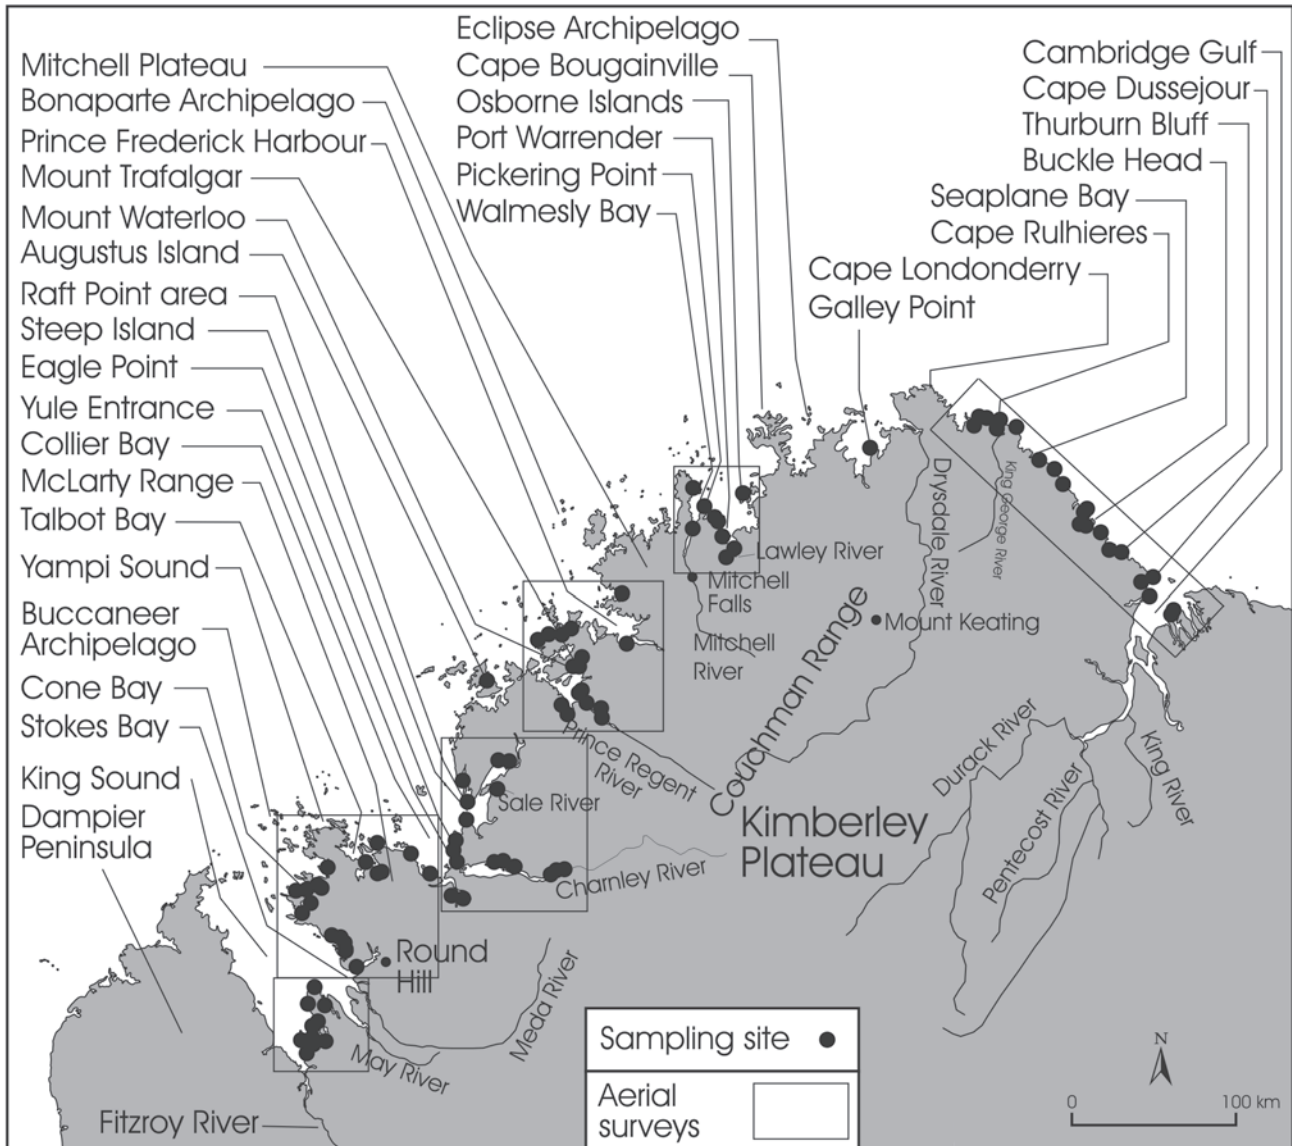 Mitchell Plateau
Bonaparte Archipelago
Prince Frederick Harbour
Mount Trafalgar
Mount Waterloo
Augustus Island
Raft Point area
Steep Island
Eagle Point
Yule Entrance
Collier Bay
McLarty Range
Talbot Bay
Yampi Sound
Buccaneer
Archipelago
Cone Bay
Stokes Bay
King Sound
Dampier
Peninsula
Eclipse Archipelago
Cape Bougainville
Osborne Islands
Port Warrender
Pickering Point
Walmesly Bay
Cambridge Gulf
Cape Dussejour
Thurburn Bluff
Buckle Head
Seaplane Bay
Cape Rulhieres
Cape Londonderry
Galley Point
Drysdale River
King George River
Lawley River
Mitchell
Falls
Mitchell
River
Mount Keating
Couchman Range
Prince Regent
River
Sale River
Kimberley
Plateau
Charnley River
Durack River
Pentecost River
King River
Round
Hill
Meda River
May River
Fitzroy River
Sampling site
Aerial
surveys
N
0
100 km